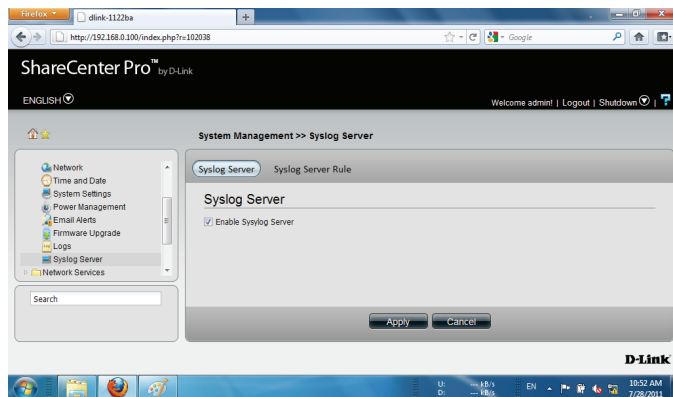 Firefox
dlink-1122ba
+
http://192.168.0.100/index.php?r=102038
Google
ShareCenter Pro™ by D-Link
ENGLISH
Welcome admin! | Logout | Shutdown | ?
System Management >> Syslog Server
Network
Time and Date
System Settings
Power Management
Email Alerts
Firmware Upgrade
Logs
Syslog Server
Network Services
Search
Syslog Server
Syslog Server Rule
Syslog Server
Enable Sysylog Server
Apply
Cancel
D-Link
U: --- kB/s
D: --- kB/s
EN
10:52 AM
7/28/2011